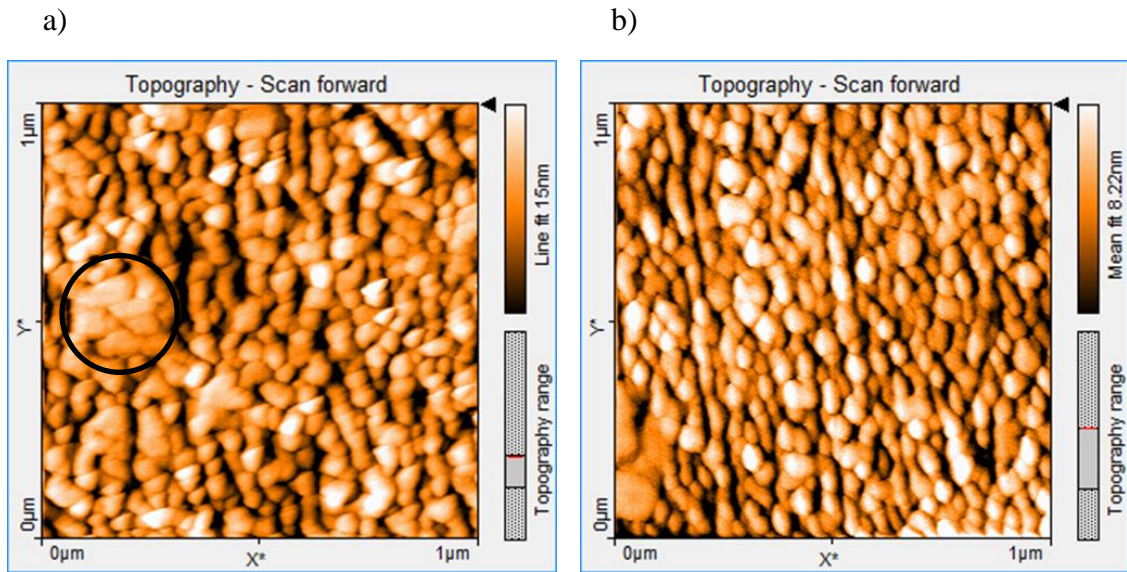 a)
b)
Topography - Scan forward
1µm
Y*
0µm
0µm
X*
1µm
Line fit 15nm
Topography range
Topography - Scan forward
1µm
Y*
0µm
0µm
X*
1µm
Mean fit 8.22nm
Topography range